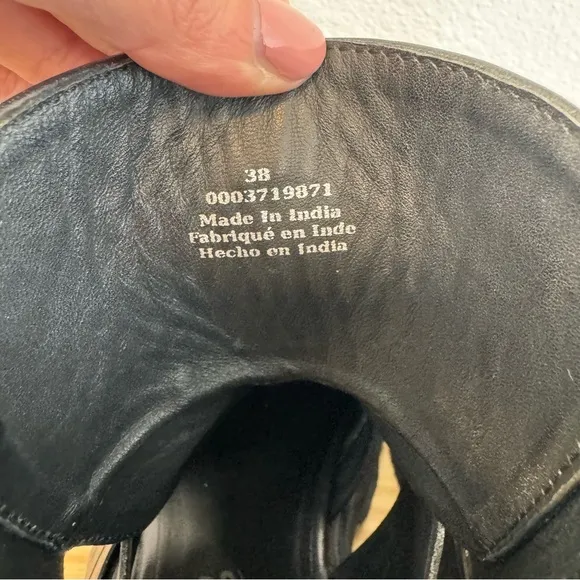 38
0003719871
Made In India
Fabriqué en Inde
Hecho en India